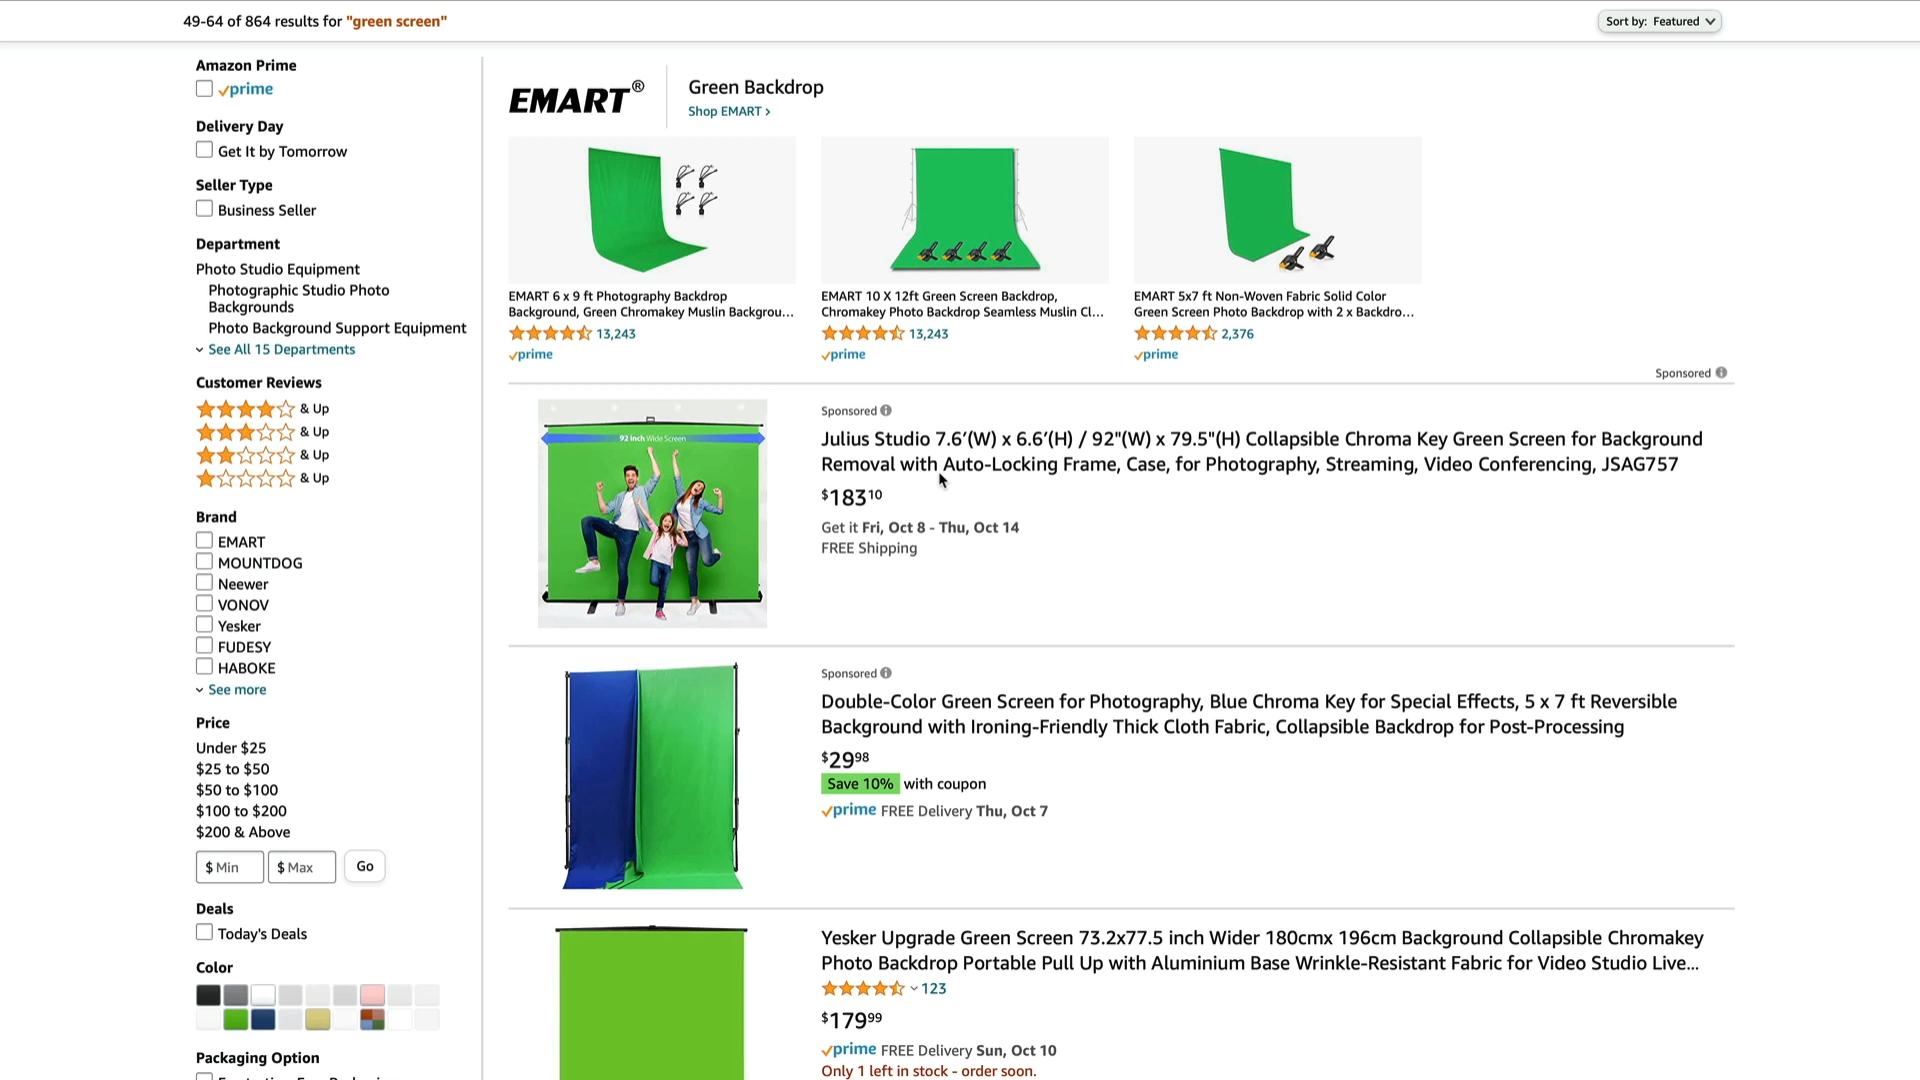 49-64 of 864 results for "green screen"
Sort by: Featured
Amazon Prime
prime
Delivery Day
Get It by Tomorrow
Seller Type
Business Seller
Department
Photo Studio Equipment
Photographic Studio Photo
Backgrounds
Photo Background Support Equipment
See All 15 Departments
Customer Reviews
& Up
& Up
& Up
& Up
Brand
EMART
MOUNTDOG
Neewer
VONOV
Yesker
FUDESY
HABOKE
See more
Price
Under $25
$25 to $50
$50 to $100
$100 to $200
$200 & Above
$ Min $ Max Go
Deals
Today's Deals
Color
Packaging Option
EMART®
Green Backdrop
Shop EMART ›
EMART 6 x 9 ft Photography Backdrop
Background, Green Chromakey Muslin Backgrou…
13,243
prime
EMART 10 X 12ft Green Screen Backdrop,
Chromakey Photo Backdrop Seamless Muslin Cl…
13,243
prime
EMART 5x7 ft Non-Woven Fabric Solid Color
Green Screen Photo Backdrop with 2 x Backdro…
2,376
prime
Sponsored
92 inch Wide Screen
Sponsored
Julius Studio 7.6′(W) x 6.6′(H) / 92"(W) x 79.5"(H) Collapsible Chroma Key Green Screen for Background
Removal with Auto-Locking Frame, Case, for Photography, Streaming, Video Conferencing, JSAG757
$183 10
Get it Fri, Oct 8 - Thu, Oct 14
FREE Shipping
Sponsored
Double-Color Green Screen for Photography, Blue Chroma Key for Special Effects, 5 x 7 ft Reversible
Background with Ironing-Friendly Thick Cloth Fabric, Collapsible Backdrop for Post-Processing
$29 98
Save 10% with coupon
prime FREE Delivery Thu, Oct 7
Yesker Upgrade Green Screen 73.2x77.5 inch Wider 180cmx 196cm Background Collapsible Chromakey
Photo Backdrop Portable Pull Up with Aluminium Base Wrinkle-Resistant Fabric for Video Studio Live…
123
$179 99
prime FREE Delivery Sun, Oct 10
Only 1 left in stock - order soon.